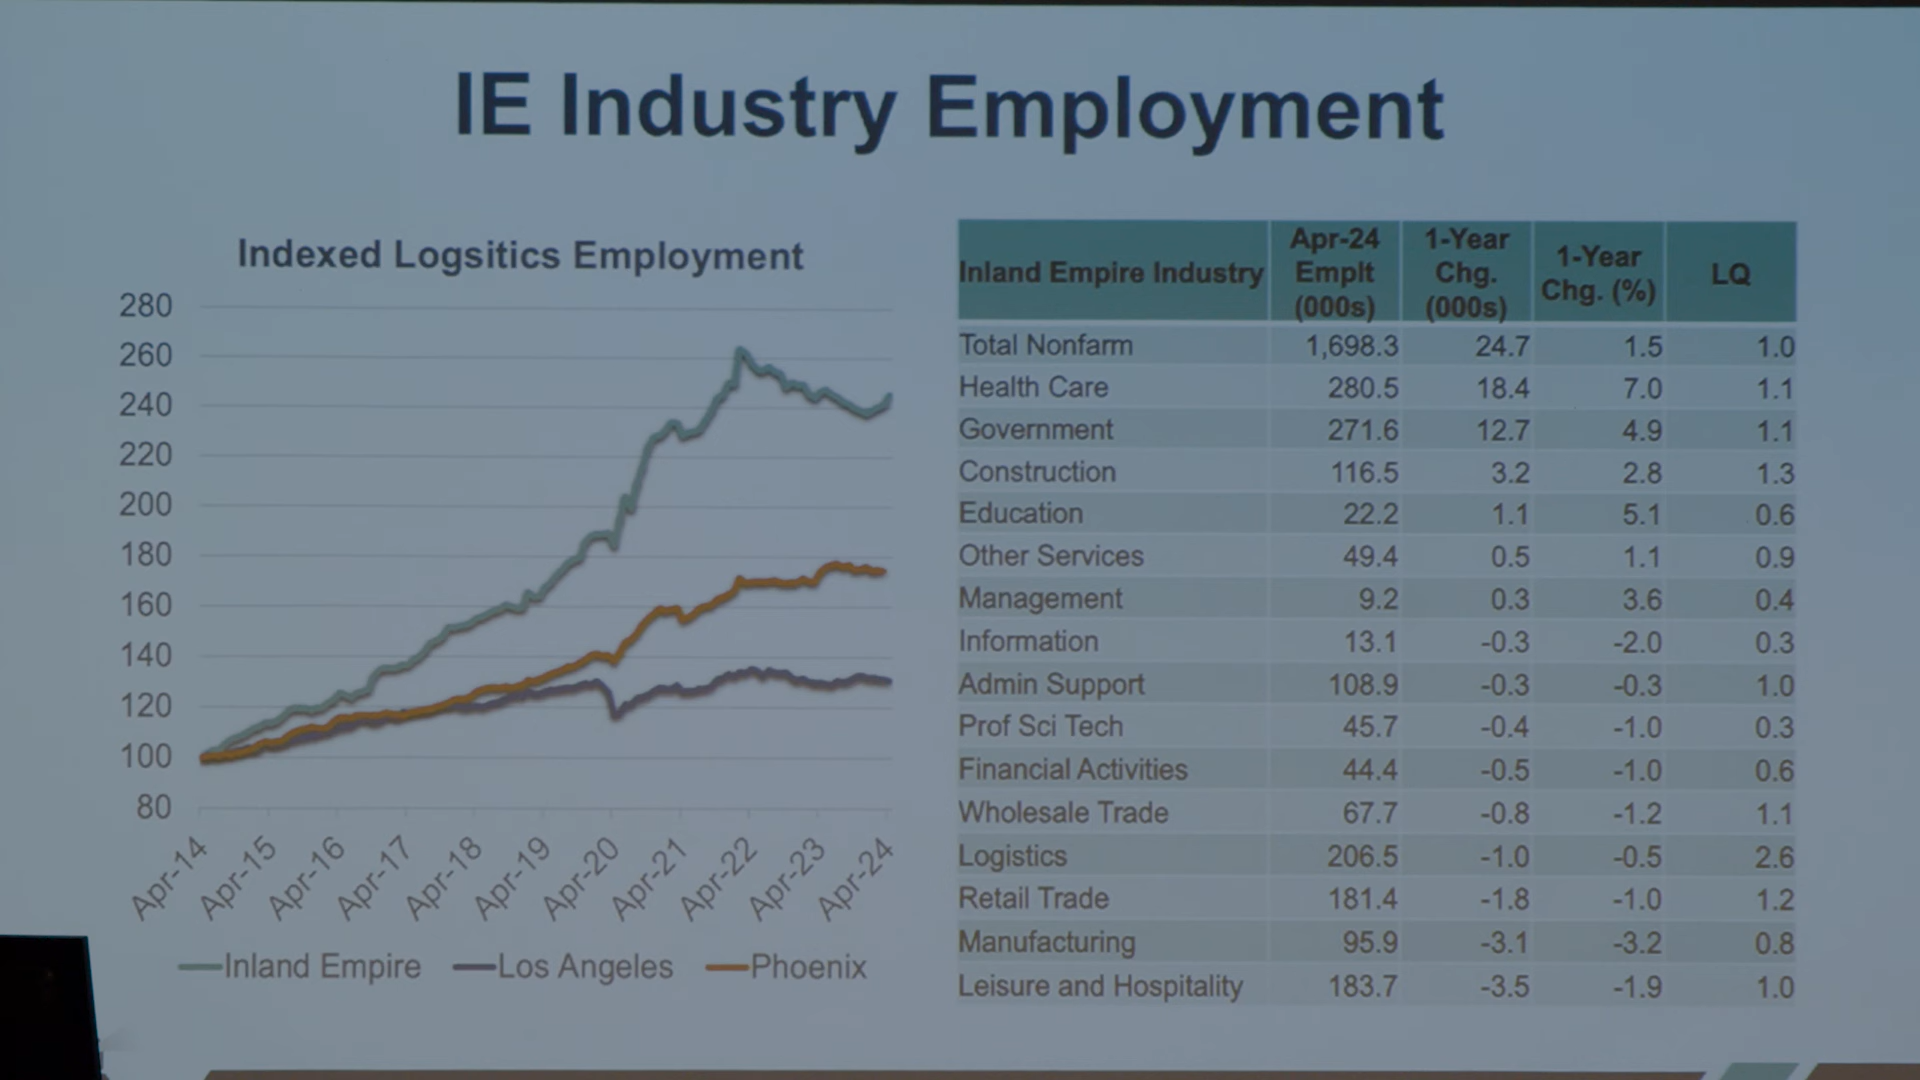 IE Industry Employment
Indexed Logsitics Employment
280
260
240
220
200
180
160
140
120
100
80
Apr-14
Apr-15
Apr-16
Apr-17
Apr-18
Apr-19
Apr-20
Apr-21
Apr-22
Apr-23
Apr-24
Inland Empire Los Angeles Phoenix
Inland Empire Industry Apr-24 Emplt (000s) 1-Year Chg. (000s) 1-Year Chg. (%) LQ
Total Nonfarm 1,698.3 24.7 1.5 1.0
Health Care 280.5 18.4 7.0 1.1
Government 271.6 12.7 4.9 1.1
Construction 116.5 3.2 2.8 1.3
Education 22.2 1.1 5.1 0.6
Other Services 49.4 0.5 1.1 0.9
Management 9.2 0.3 3.6 0.4
Information 13.1 -0.3 -2.0 0.3
Admin Support 108.9 -0.3 -0.3 1.0
Prof Sci Tech 45.7 -0.4 -1.0 0.3
Financial Activities 44.4 -0.5 -1.0 0.6
Wholesale Trade 67.7 -0.8 -1.2 1.1
Logistics 206.5 -1.0 -0.5 2.6
Retail Trade 181.4 -1.8 -1.0 1.2
Manufacturing 95.9 -3.1 -3.2 0.8
Leisure and Hospitality 183.7 -3.5 -1.9 1.0